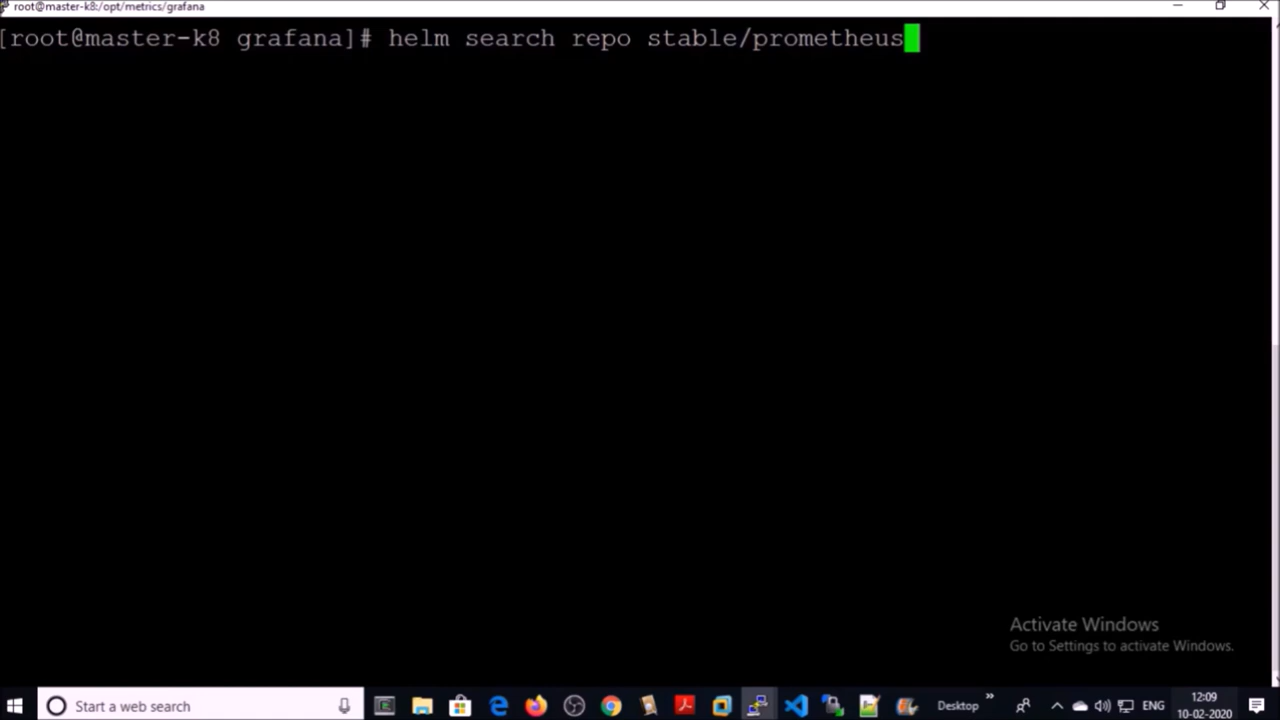 root@master-k8:/opt/metrics/grafana
[root@master-k8 grafana]# helm search repo stable/prometheus
Activate Windows
Go to Settings to activate Windows.
Start a web search
Desktop
»
ENG
12:09
10-02-2020